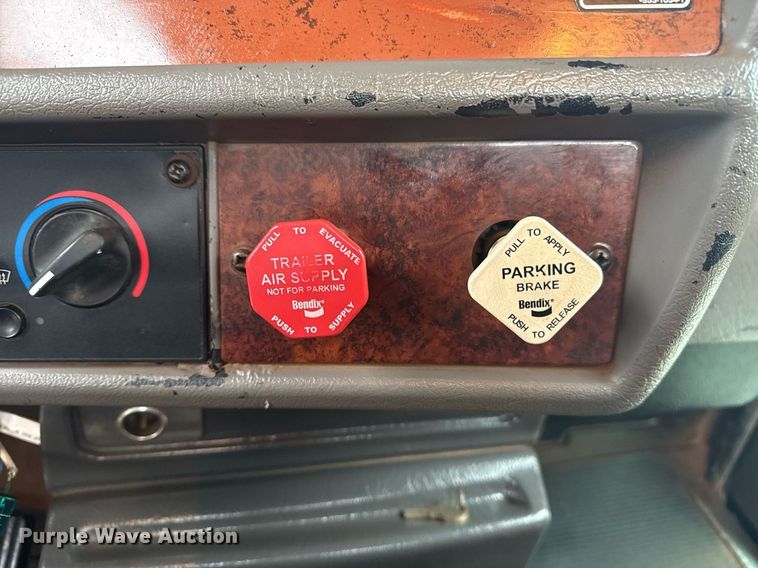 PULL TO EVACUATE
TRAILER
AIR SUPPLY
NOT FOR PARKING
Bendix®
PUSH TO SUPPLY
PULL TO APPLY
PARKING
BRAKE
Bendix®
PUSH TO RELEASE
Purple Wave Auction